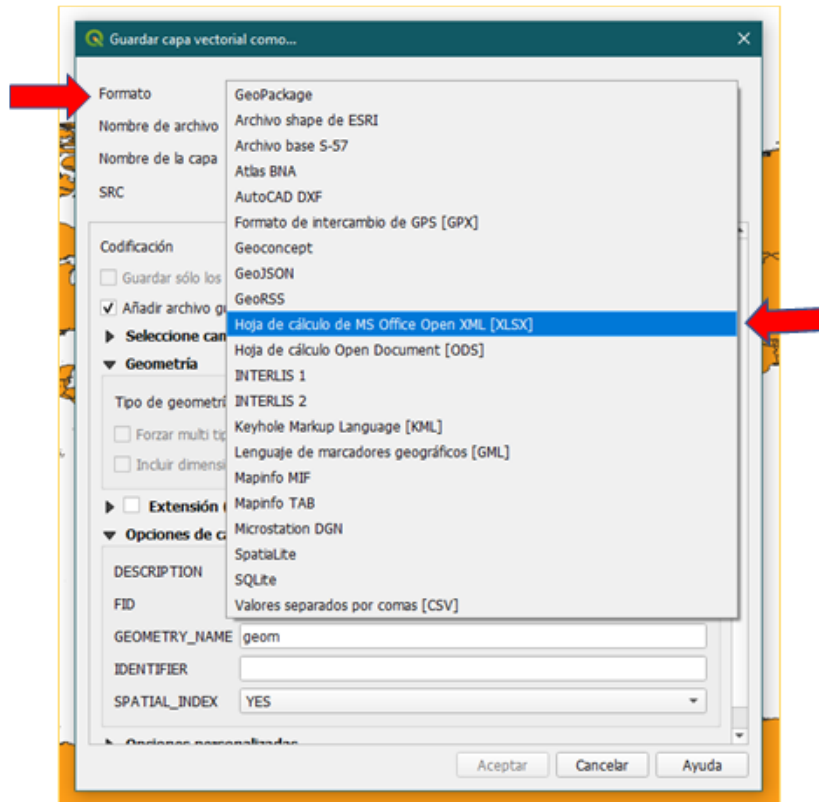 Guardar capa vectorial como...
Formato
GeoPackage
Archivo shape de ESRI
Nombre de archivo
Archivo base S-57
Nombre de la capa
Atlas BNA
SRC
AutoCAD DXF
Formato de intercambio de GPS [GPX]
Codificación
Geoconcept
Guardar sólo los
GeoJSON
GeoRSS
Añadir archivo
Hoja de cálculo de MS Office Open XML [XLSX]
Seleccione
Hoja de cálculo Open Document [ODS]
Geometría
INTERLIS 1
Tipo de
INTERLIS 2
Keyhole Markup Language [KML]
Forzar multi
Lenguaje de marcadores geográficos [GML]
Incluir
Mapinfo MIF
Extensión
Mapinfo TAB
Opciones de
Microstation DGN
SpatiaLite
DESCRIPTION
SQLite
FID
Valores separados por comas [CSV]
GEOMETRY_NAME geom
IDENTIFIER
SPATIAL_INDEX YES
Opciones personalizadas
Aceptar Cancelar Ayuda